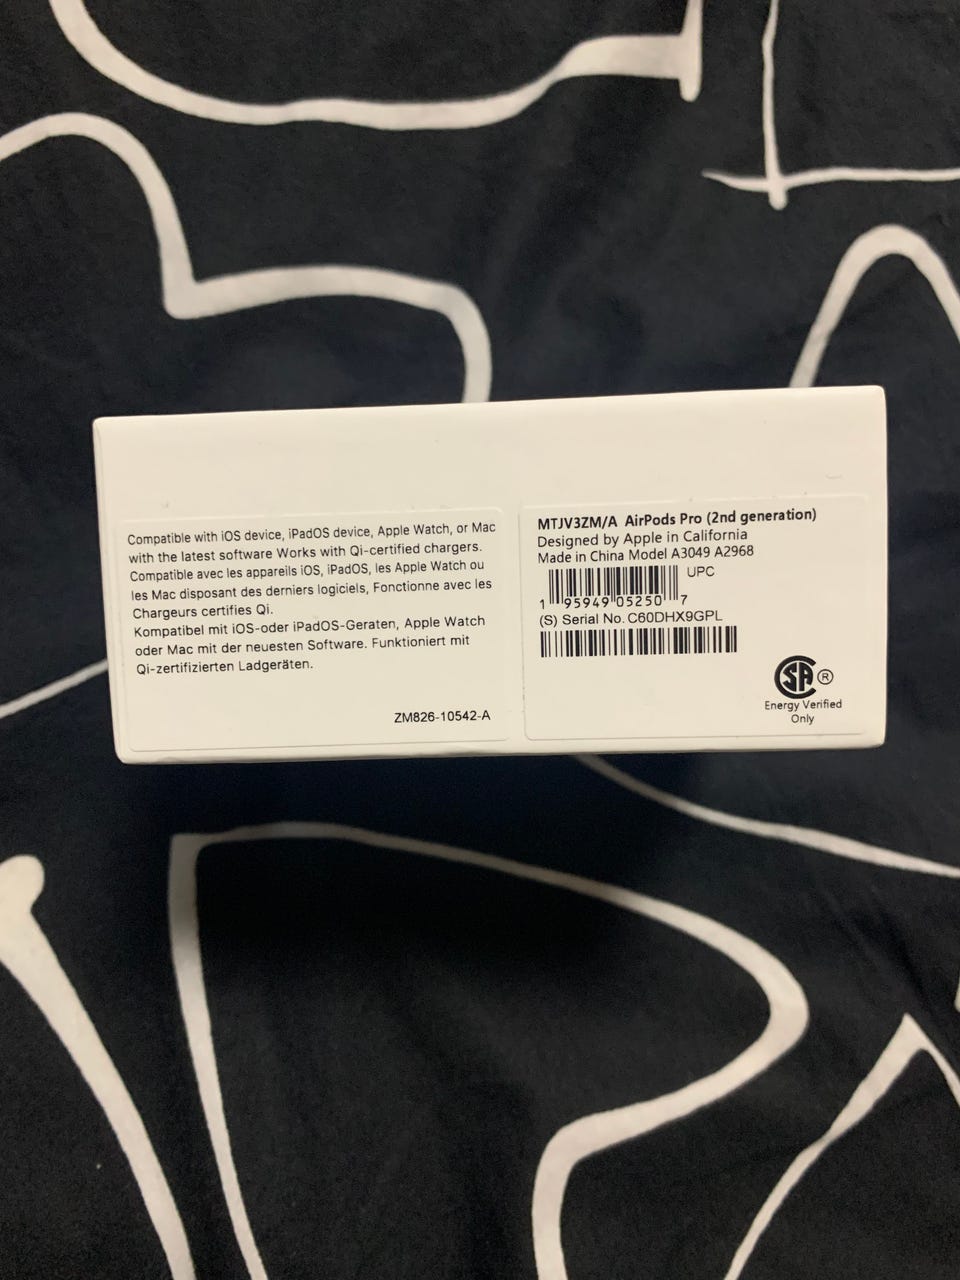 Compatible with iOS device, iPadOS device, Apple Watch, or Mac
with the latest software Works with Qi-certified chargers.
Compatible avec les appareils iOS, iPadOS, les Apple Watch ou
les Mac disposant des derniers logiciels, Fonctionne avec les
Chargeurs certifies Qi.
Kompatibel mit iOS-oder iPadOS-Geraten, Apple Watch
oder Mac mit der neuesten Software. Funktioniert mit
Qi-zertifizierten Ladgeräten.
ZM826-10542-A
MTJV3ZM/A AirPods Pro (2nd generation)
Designed by Apple in California
Made in China Model A3049 A2968
UPC
1 95949 05250 7
(S) Serial No. C60DHX9GPL
SA ®
Energy Verified
Only